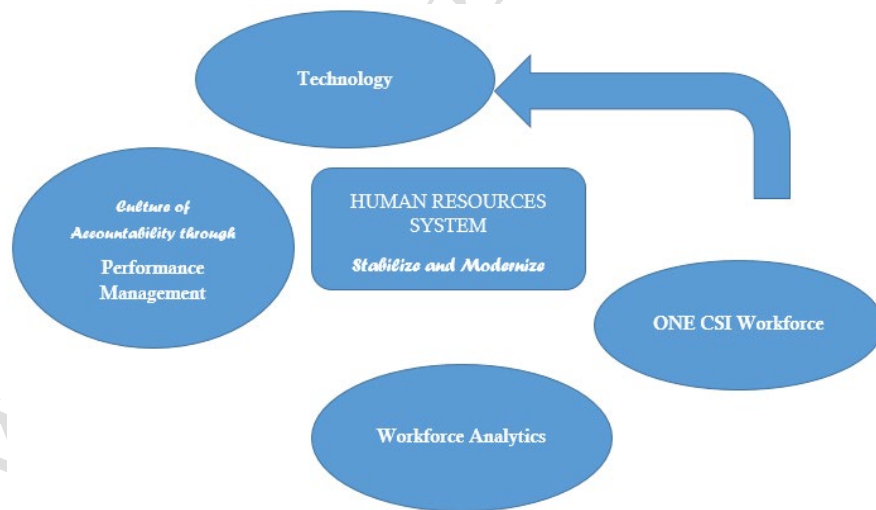 Technology
Culture of
Accountability through
Performance
Management
HUMAN RESOURCES
SYSTEM
Stabilize and Modernize
ONE CSI Workforce
Workforce Analytics